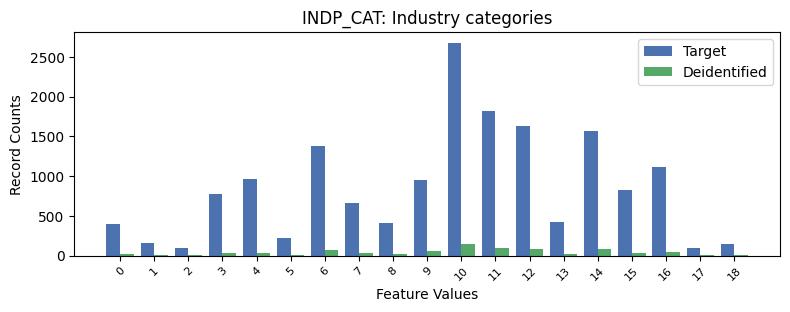 INDP_CAT: Industry categories
Target
Deidentified
Record Counts
2500
2000
1500
1000
500
0
0 1 2 3 4 5 6 7 8 9 10 11 12 13 14 15 16 17 18
Feature Values